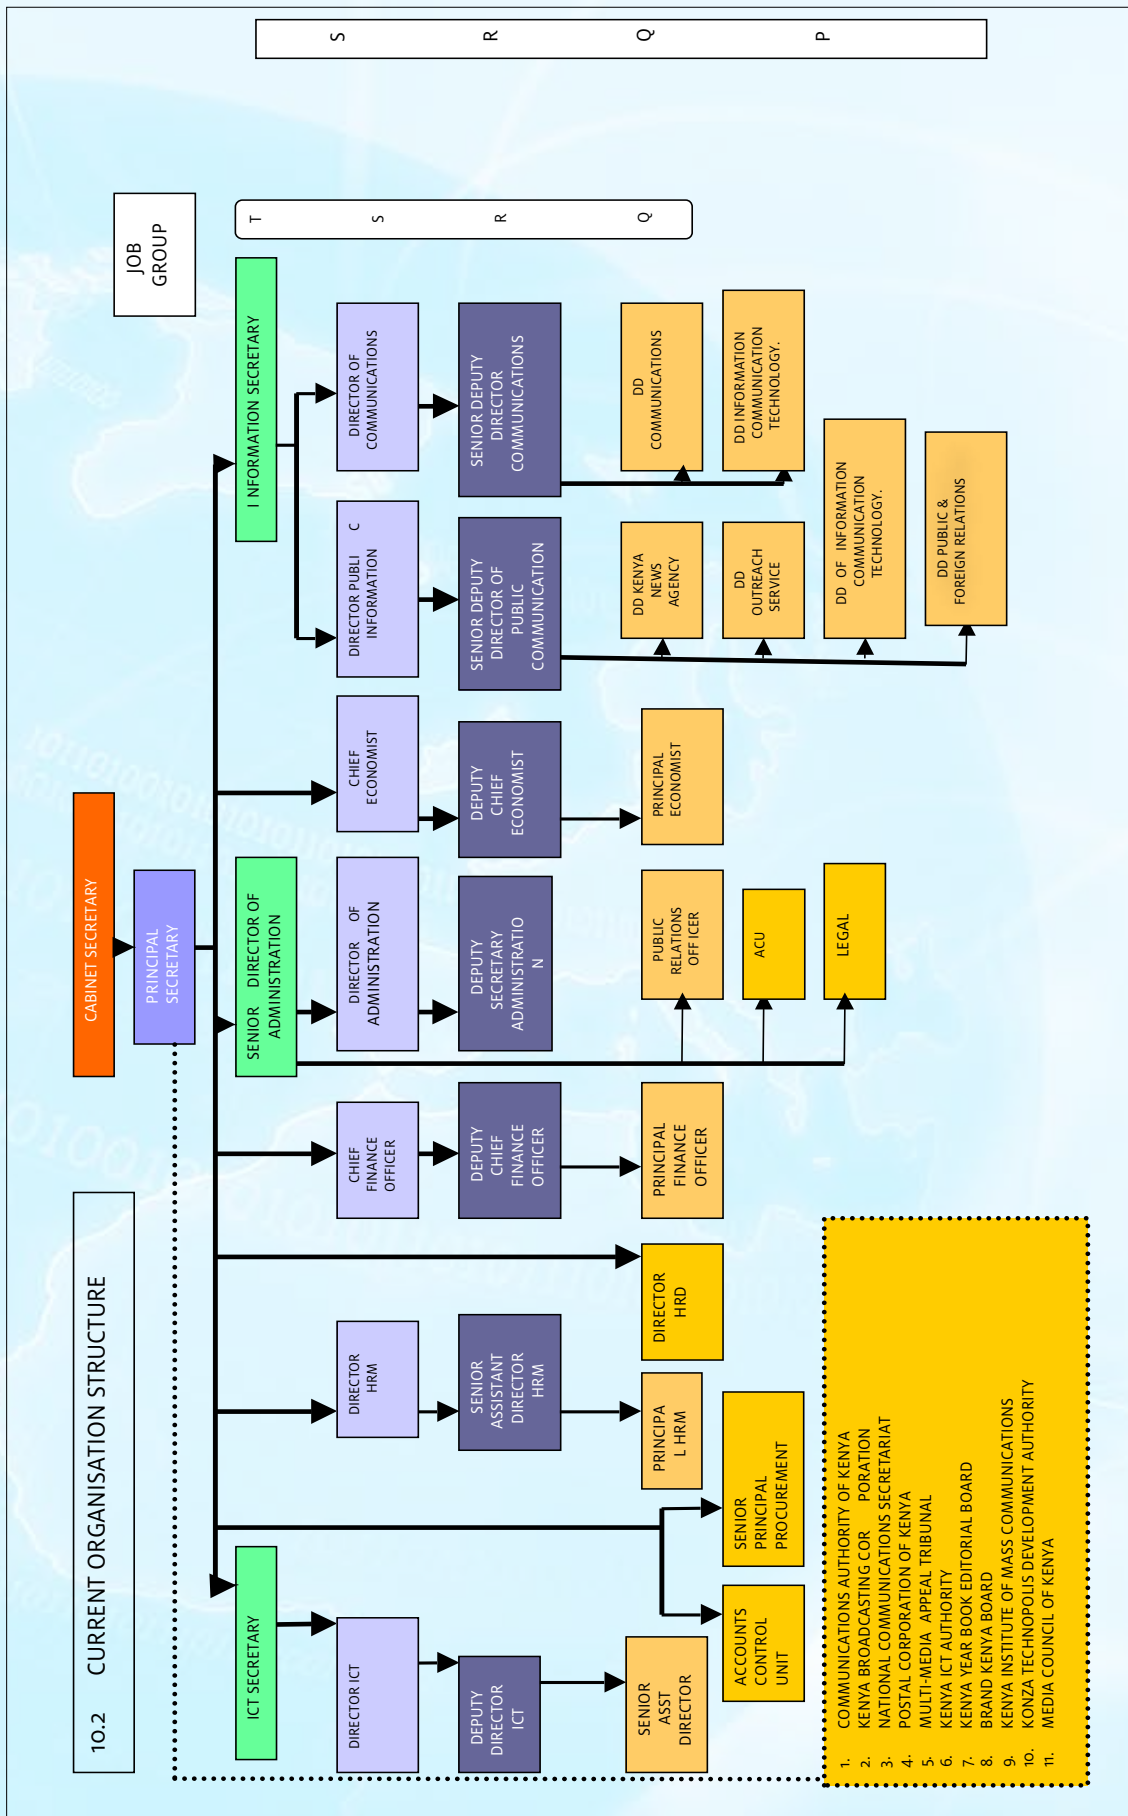 10.2 CURRENT ORGANISATION STRUCTURE
CABINET SECRETARY
PRINCIPAL
SECRETARY
JOB
GROUP
ICT SECRETARY
SENIOR DIRECTOR OF
ADMINISTRATION
I NFORMATION SECRETARY
T
S
R
Q
S
R
Q
P
DIRECTOR ICT
DIRECTOR
HRM
CHIEF
FINANCE
OFFICER
DIRECTOR OF
ADMINISTRATION
CHIEF
ECONOMIST
DIRECTOR PUBLI C
INFORMATION
DIRECTOR OF
COMMUNICATIONS
DEPUTY
DIRECTOR
ICT
SENIOR
ASSISTANT
DIRECTOR
HRM
DEPUTY
CHIEF
FINANCE
OFFICER
DEPUTY
SECRETARY
ADMINISTRATIO
N
DEPUTY
CHIEF
ECONOMIST
SENIOR DEPUTY
DIRECTOR OF
PUBLIC
COMMUNICATION
SENIOR DEPUTY
DIRECTOR
COMMUNICATIONS
SENIOR
ASST
DIRECTOR
PRINCIPA
L HRM
DIRECTOR
HRD
PRINCIPAL
FINANCE
OFFICER
PUBLIC
RELATIONS
OFFICER
PRINCIPAL
ECONOMIST
DD KENYA
NEWS
AGENCY
DD
COMMUNICATIONS
ACCOUNTS
CONTROL
UNIT
SENIOR
PRINCIPAL
PROCUREMENT
ACU
DD
OUTREACH
SERVICE
DD INFORMATION
COMMUNICATION
TECHNOLOGY.
LEGAL
DD OF INFORMATION
COMMUNICATION
TECHNOLOGY.
DD PUBLIC &
FOREIGN RELATIONS
1. COMMUNICATIONS AUTHORITY OF KENYA
2. KENYA BROADCASTING COR PORATION
3. NATIONAL COMMUNICATIONS SECRETARIAT
4. POSTAL CORPORATION OF KENYA
5. MULTI-MEDIA APPEAL TRIBUNAL
6. KENYA ICT AUTHORITY
7. KENYA YEAR BOOK EDITORIAL BOARD
8. BRAND KENYA BOARD
9. KENYA INSTITUTE OF MASS COMMUNICATIONS
10. KONZA TECHNOPOLIS DEVELOPMENT AUTHORITY
11. MEDIA COUNCIL OF KENYA